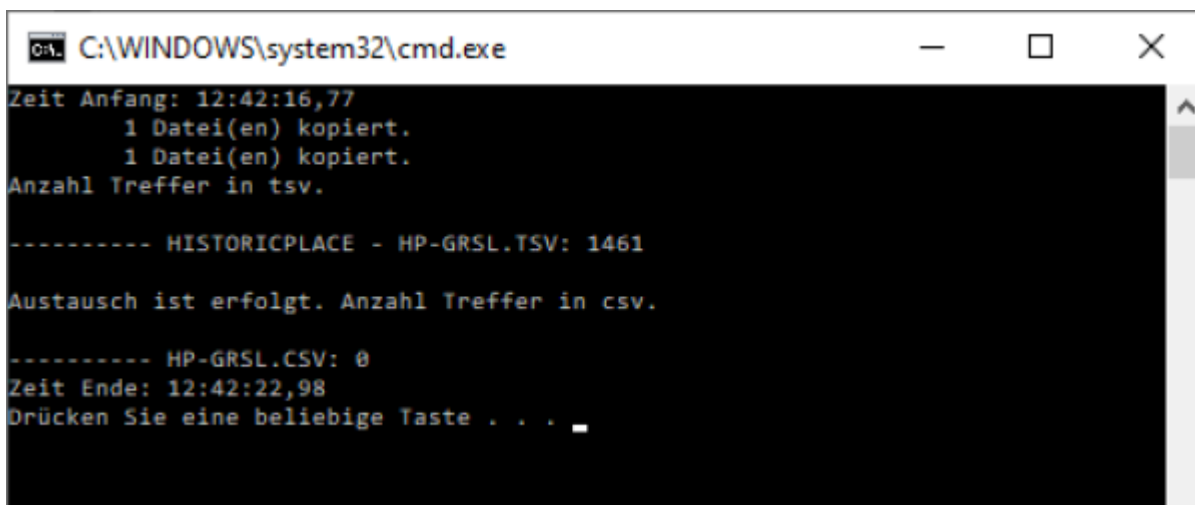 C:\WINDOWS\system32\cmd.exe
Zeit Anfang: 12:42:16,77
1 Datei(en) kopiert.
1 Datei(en) kopiert.
Anzahl Treffer in tsv.
---------- HISTORICPLACE - HP-GRSL.TSV: 1461
Austausch ist erfolgt. Anzahl Treffer in csv.
---------- HP-GRSL.CSV: 0
Zeit Ende: 12:42:22,98
Drücken Sie eine beliebige Taste . . .